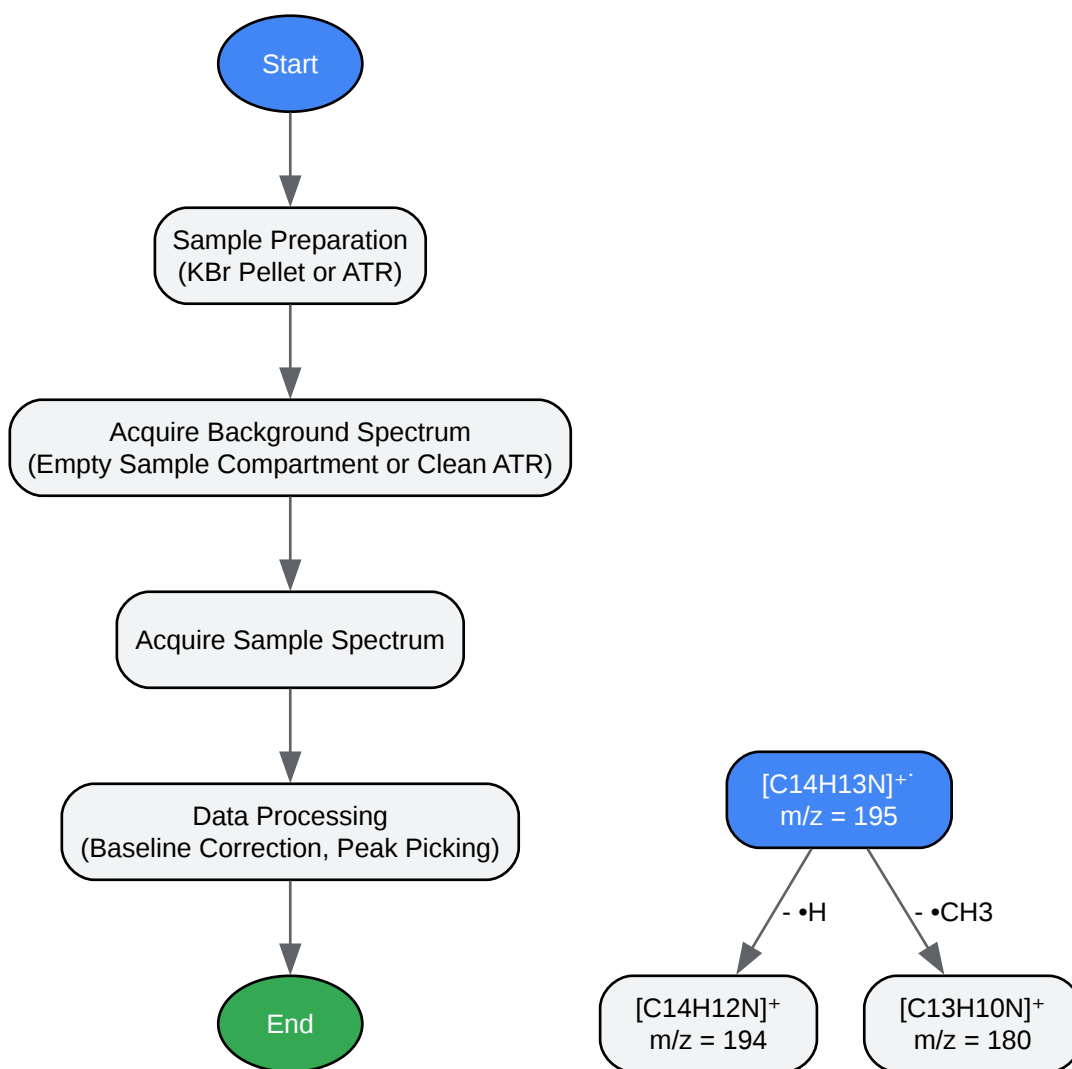 Start
Sample Preparation
(KBr Pellet or ATR)
Acquire Background Spectrum
(Empty Sample Compartment or Clean ATR)
Acquire Sample Spectrum
Data Processing
(Baseline Correction, Peak Picking)
End
[C14H13N]⁺˙
m/z = 195
- •H
- •CH3
[C14H12N]⁺
m/z = 194
[C13H10N]⁺
m/z = 180